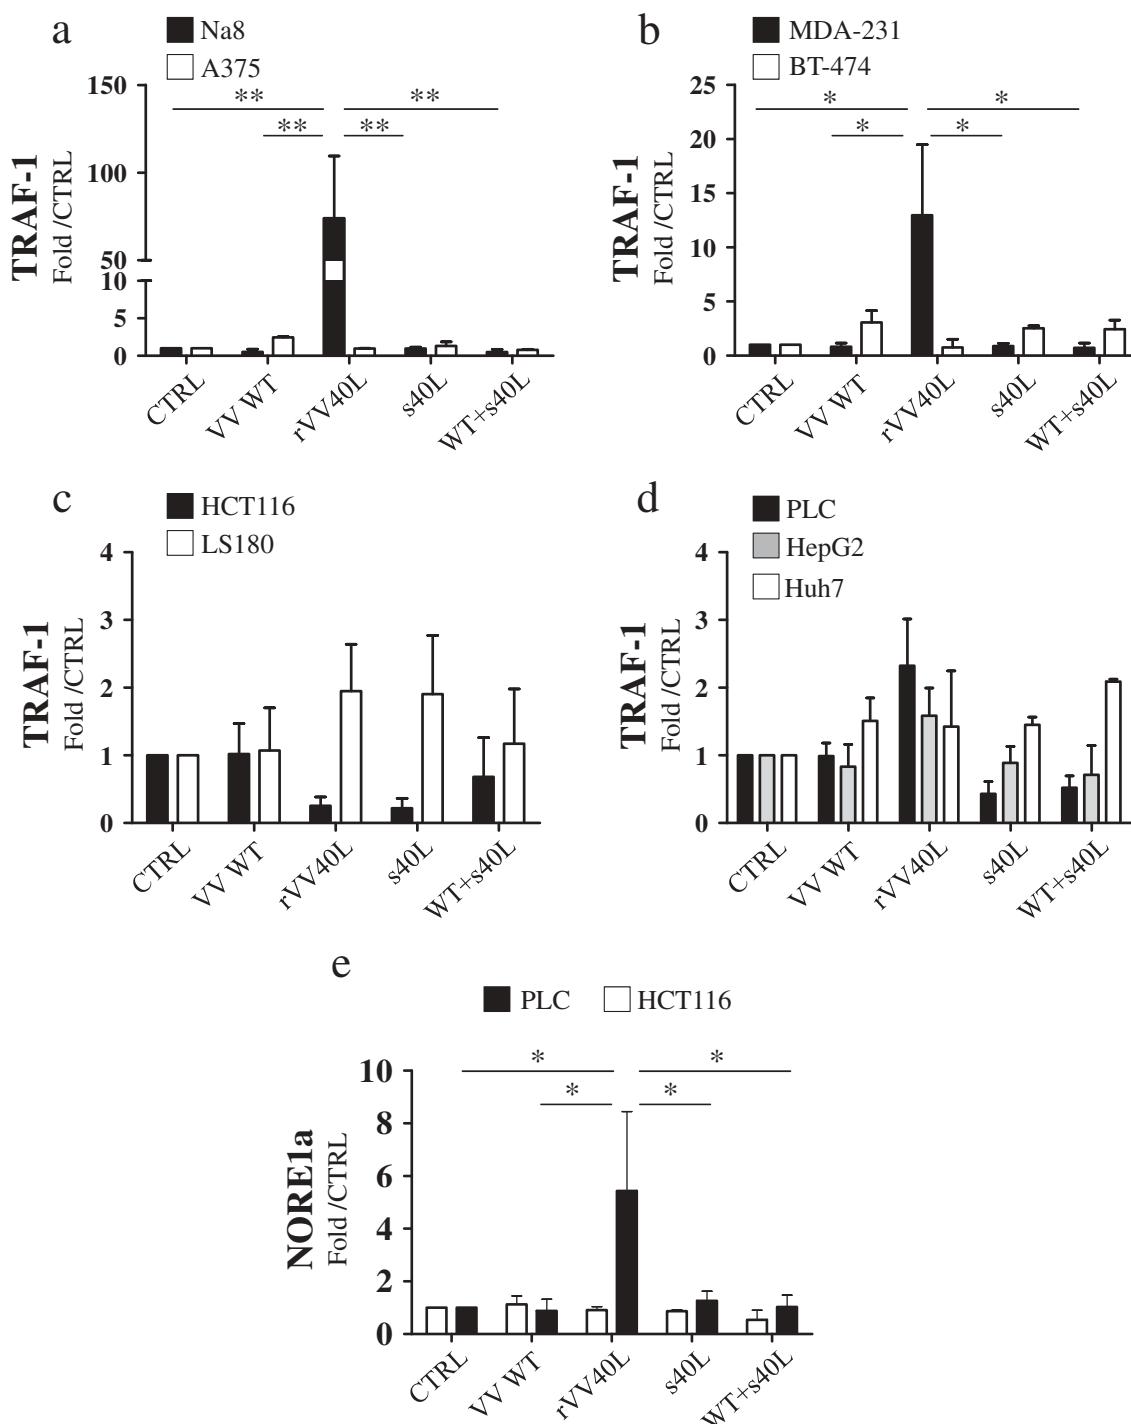 a
Na8
A375
TRAF-1
Fold /CTRL
150
100
50
10
5
0
** **
** **
CTRL
VV WT
rVV40L
s40L
WT+s40L
b
MDA-231
BT-474
TRAF-1
Fold /CTRL
25
20
15
10
5
0
* *
* *
CTRL
VV WT
rVV40L
s40L
WT+s40L
c
HCT116
LS180
TRAF-1
Fold /CTRL
4
3
2
1
0
CTRL
VV WT
rVV40L
s40L
WT+s40L
d
PLC
HepG2
Huh7
TRAF-1
Fold /CTRL
4
3
2
1
0
CTRL
VV WT
rVV40L
s40L
WT+s40L
e
PLC HCT116
NORE1a
Fold /CTRL
10
8
6
4
2
0
* *
* *
CTRL
VV WT
rVV40L
s40L
WT+s40L